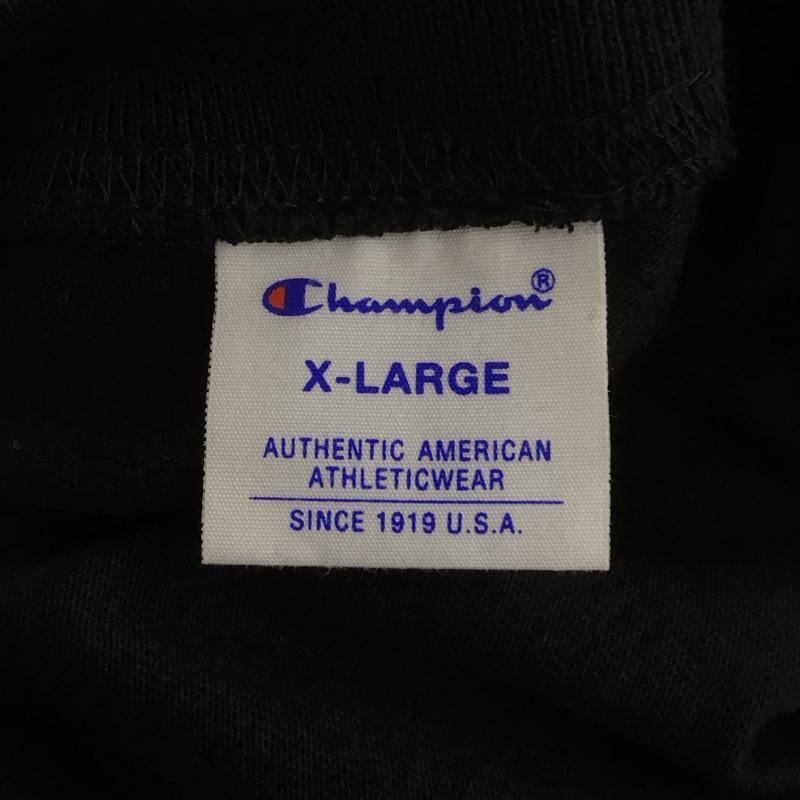 Champion®
X-LARGE
AUTHENTIC AMERICAN
ATHLETICWEAR
SINCE 1919 U.S.A.